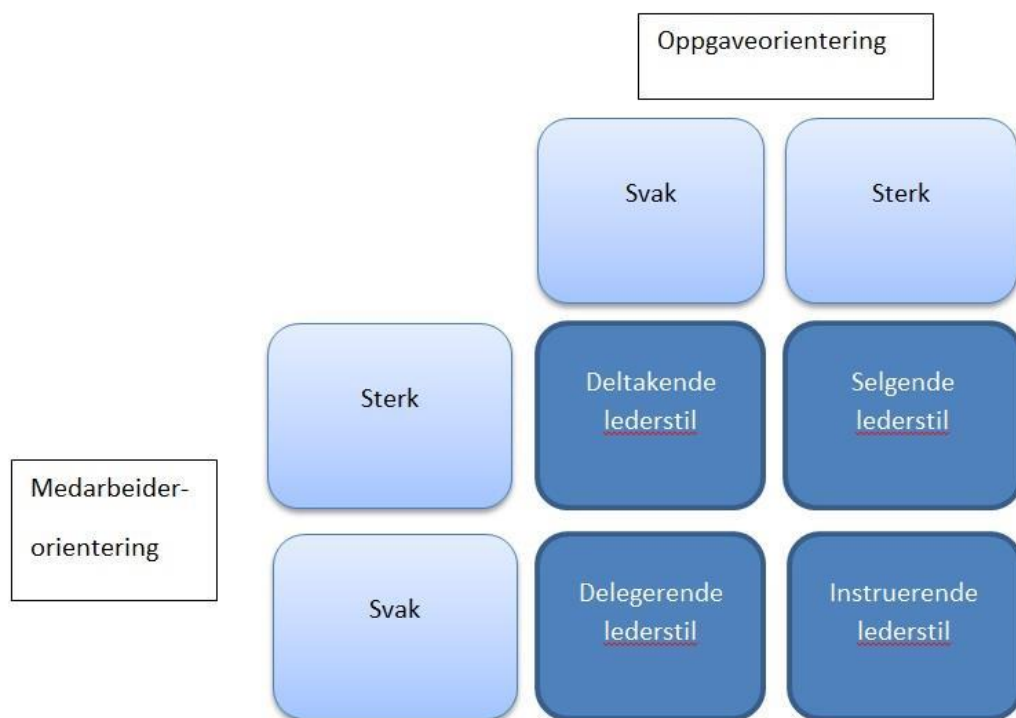 Oppgaveorientering
Svak
Sterk
Sterk
Deltakende
lederstil
Selgende
lederstil
Medarbeider-
orientering
Svak
Delegerende
lederstil
Instruerende
lederstil